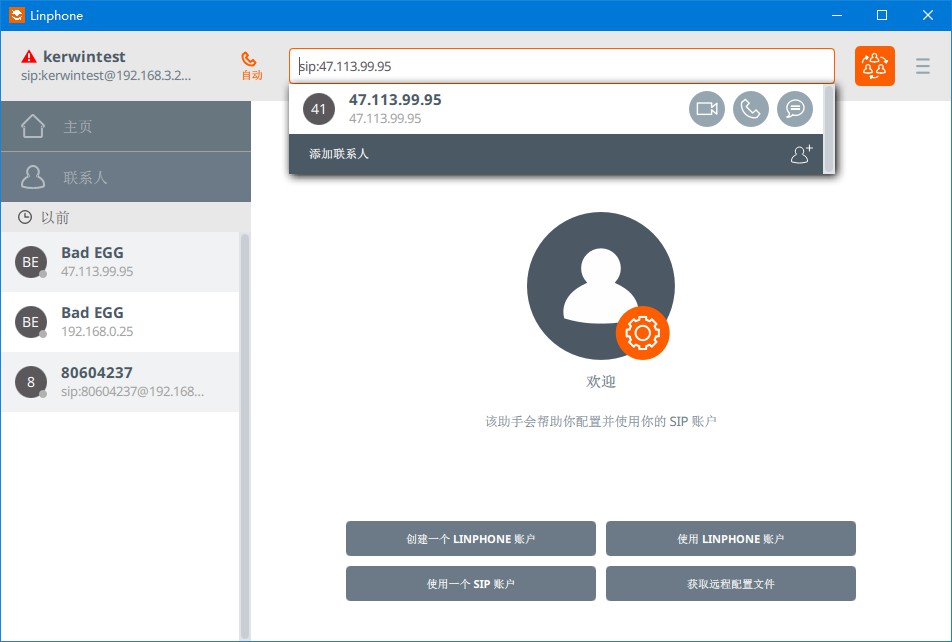 Linphone
kerwintest
sip:kerwintest@192.168.3.2...
自动
sip:47.113.99.95
41
47.113.99.95
47.113.99.95
添加联系人
主页
联系人
以前
BE
Bad EGG
47.113.99.95
BE
Bad EGG
192.168.0.25
8
80604237
sip:80604237@192.168...
欢迎
该助手会帮助你配置并使用你的 SIP 账户
创建一个 LINPHONE 账户
使用 LINPHONE 账户
使用一个 SIP 账户
获取远程配置文件